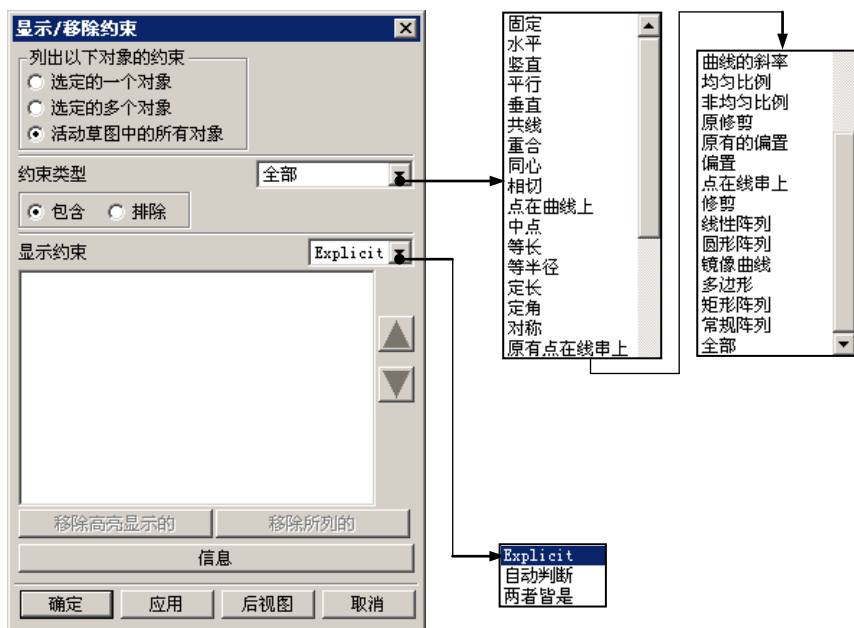 显示/移除约束
列出以下对象的约束
选定的一个对象
选定的多个对象
活动草图中的所有对象
约束类型
全部
包含
排除
显示约束
Explicit
移除高亮显示的
移除所列的
信息
确定
应用
后视图
取消
固定
水平
竖直
平行
垂直
共线
重合
同心
相切
点在曲线上
中点
等长
等半径
定长
定角
对称
原有点在线串上
曲线的斜率
均匀比例
非均匀比例
原修剪
原有的偏置
偏置
点在线串上
修剪
线性阵列
圆形阵列
镜像曲线
多边形
矩形阵列
常规阵列
全部
Explicit
自动判断
两者皆是